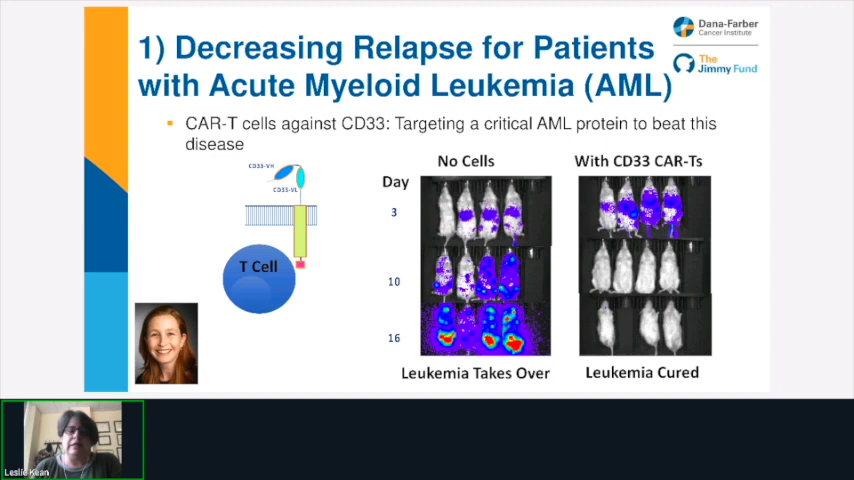 1) Decreasing Relapse for Patients
with Acute Myeloid Leukemia (AML)
Dana-Farber
Cancer Institute
The
Jimmy Fund
▪ CAR-T cells against CD33: Targeting a critical AML protein to beat this
disease
CD33-VH
CD33-VL
T Cell
No Cells
With CD33 CAR-Ts
Day
3
10
16
Leukemia Takes Over
Leukemia Cured
Leslie Kean